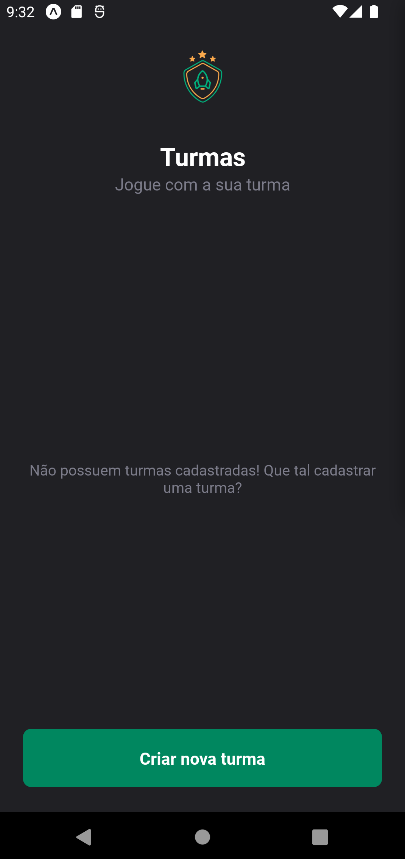 9:32
Turmas
Jogue com a sua turma
Não possuem turmas cadastradas! Que tal cadastrar
uma turma?
Criar nova turma